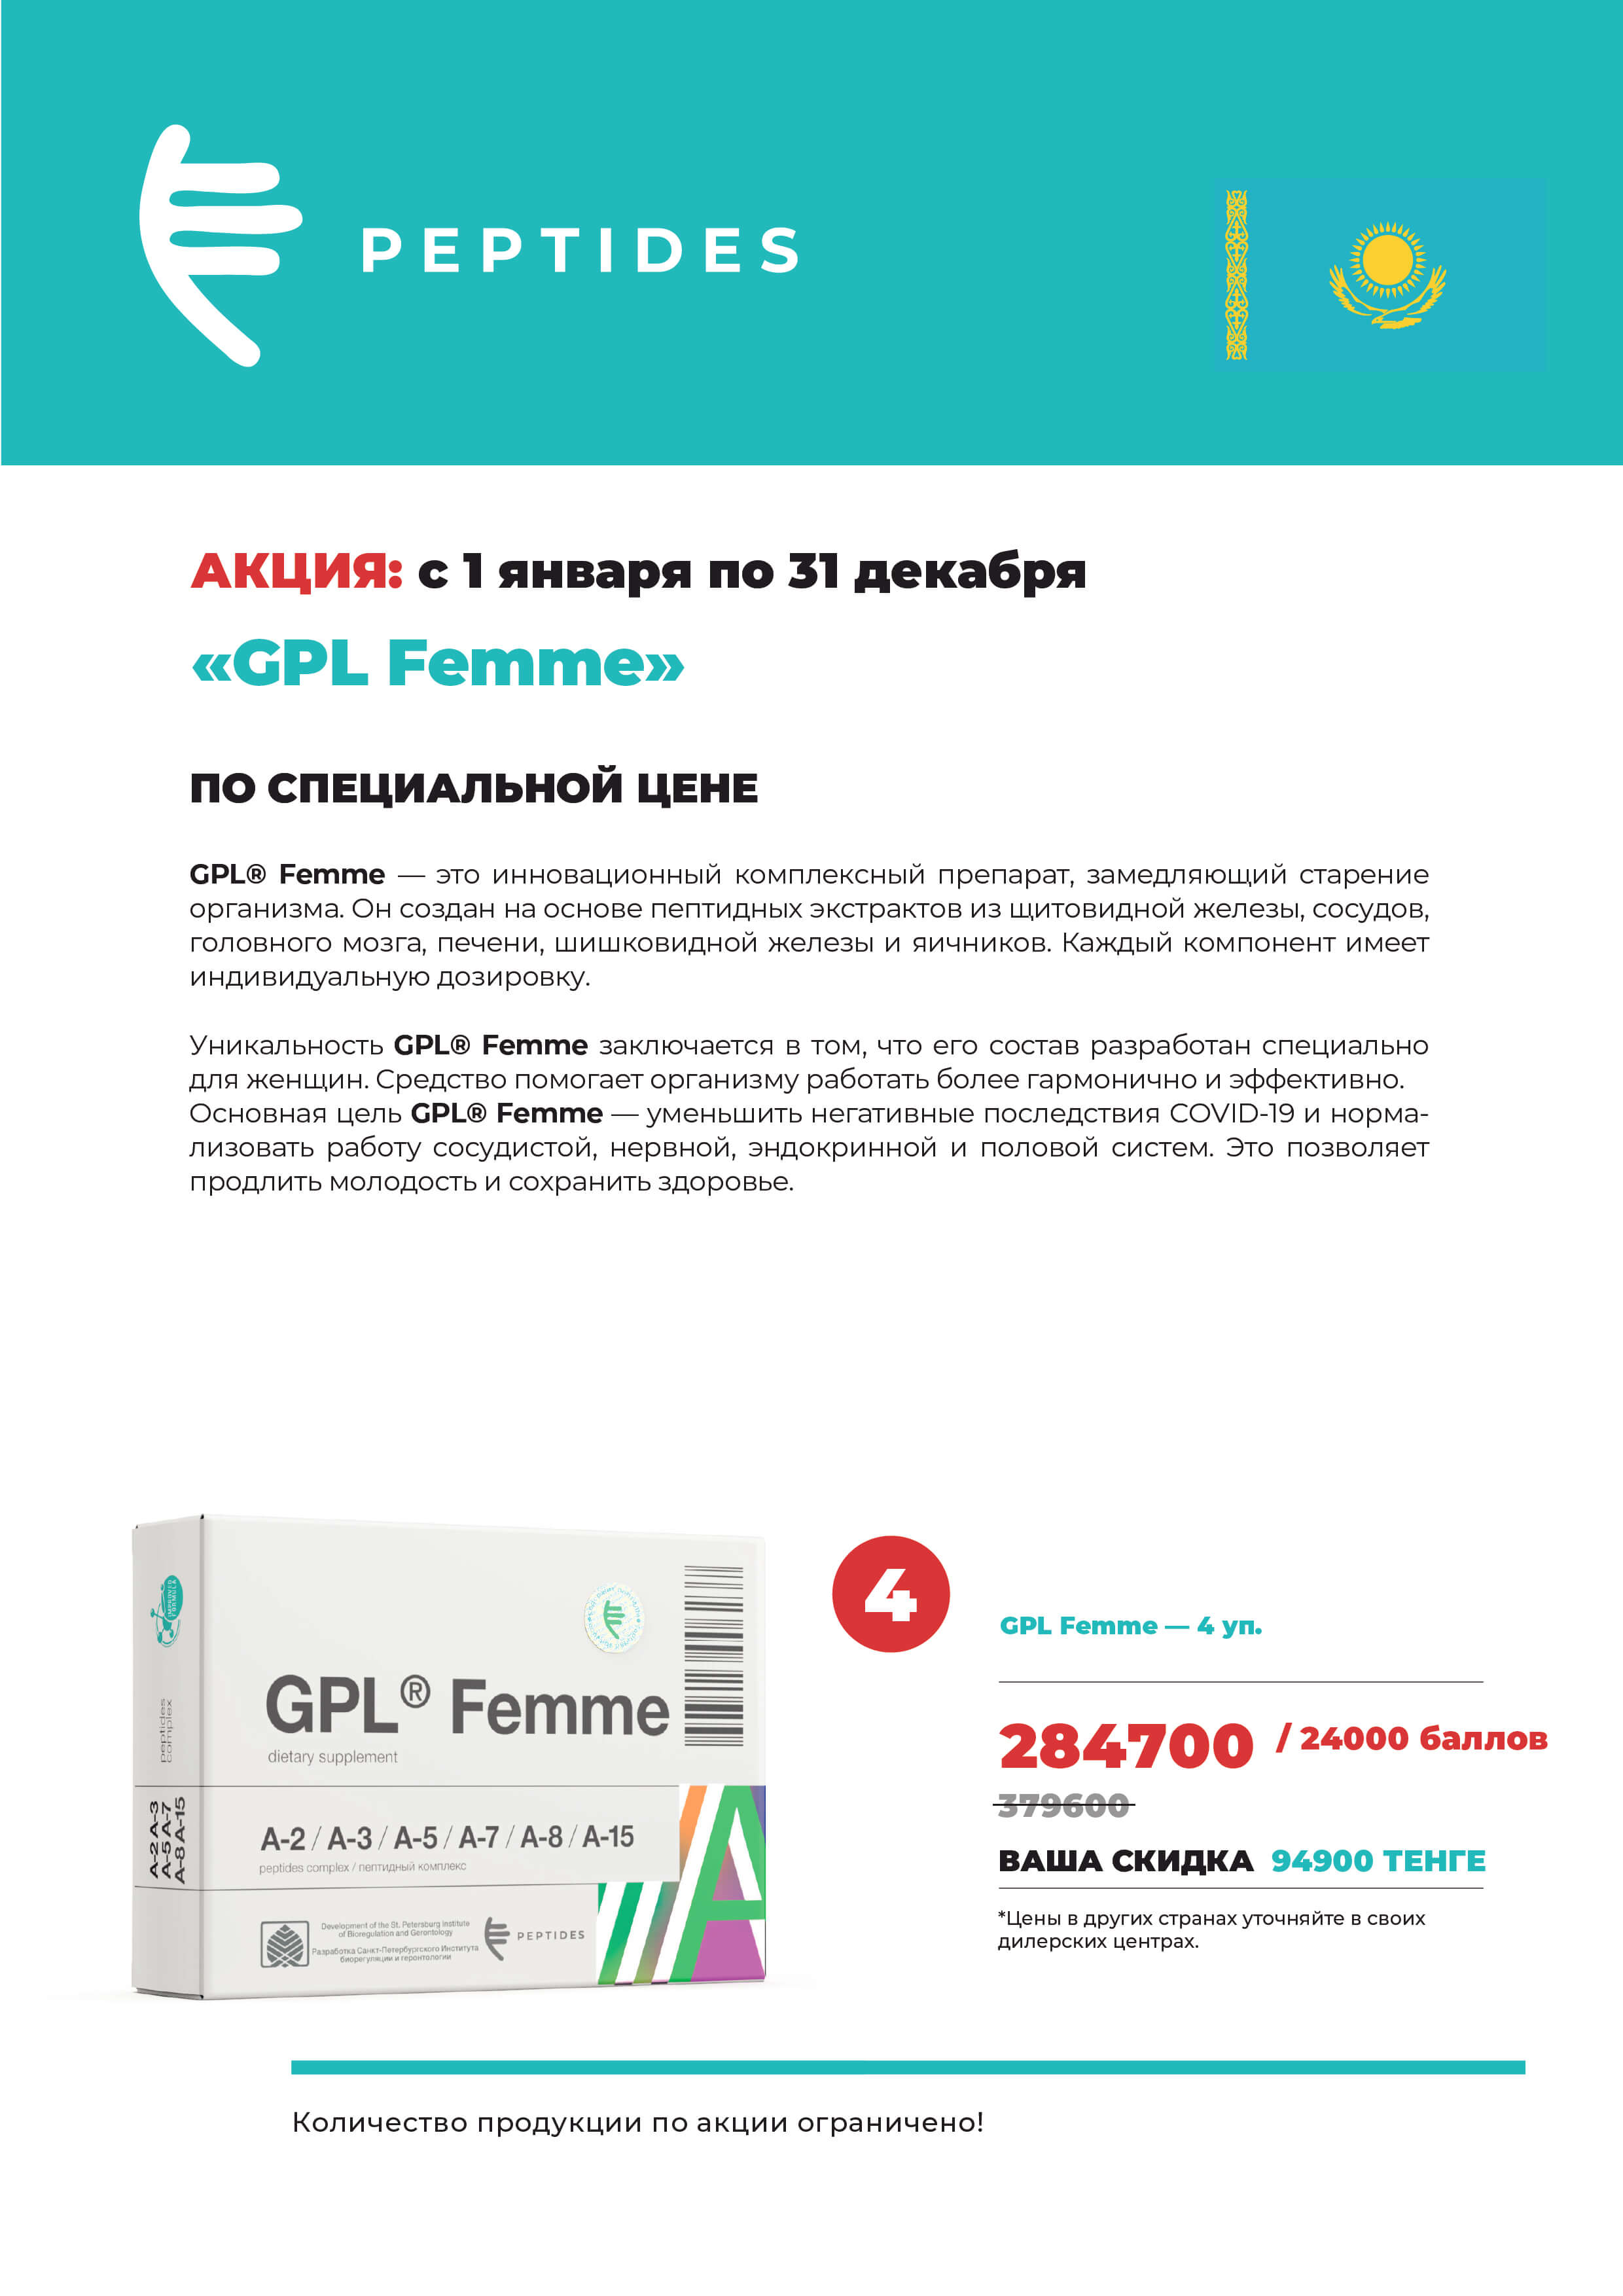 PEPTIDES
АКЦИЯ: с 1 января по 31 декабря
«GPL Femme»
ПО СПЕЦИАЛЬНОЙ ЦЕНЕ
GPL® Femme — это инновационный комплексный препарат, замедляющий старение
организма. Он создан на основе пептидных экстрактов из щитовидной железы, сосудов,
головного мозга, печени, шишковидной железы и яичников. Каждый компонент имеет
индивидуальную дозировку.
Уникальность GPL® Femme заключается в том, что его состав разработан специально
для женщин. Средство помогает организму работать более гармонично и эффективно.
Основная цель GPL® Femme — уменьшить негативные последствия COVID-19 и норма-
лизовать работу сосудистой, нервной, эндокринной и половой систем. Это позволяет
продлить молодость и сохранить здоровье.
peptides
complex
A-2 A-3
A-5 A-7
A-8 A-15
GPL® Femme
dietary supplement
A-2 / A-3 / A-5 / A-7 / A-8 / A-15
peptides complex / пептидный комплекс
Development of the St. Petersburg Institute
of Bioregulation and Gerontology
Разработка Санкт-Петербургского Института
биорегуляции и геронтологии
PEPTIDES
4
GPL Femme — 4 уп.
284700 / 24000 баллов
379600
ВАША СКИДКА 94900 ТЕНГЕ
*Цены в других странах уточняйте в своих
дилерских центрах.
Количество продукции по акции ограничено!